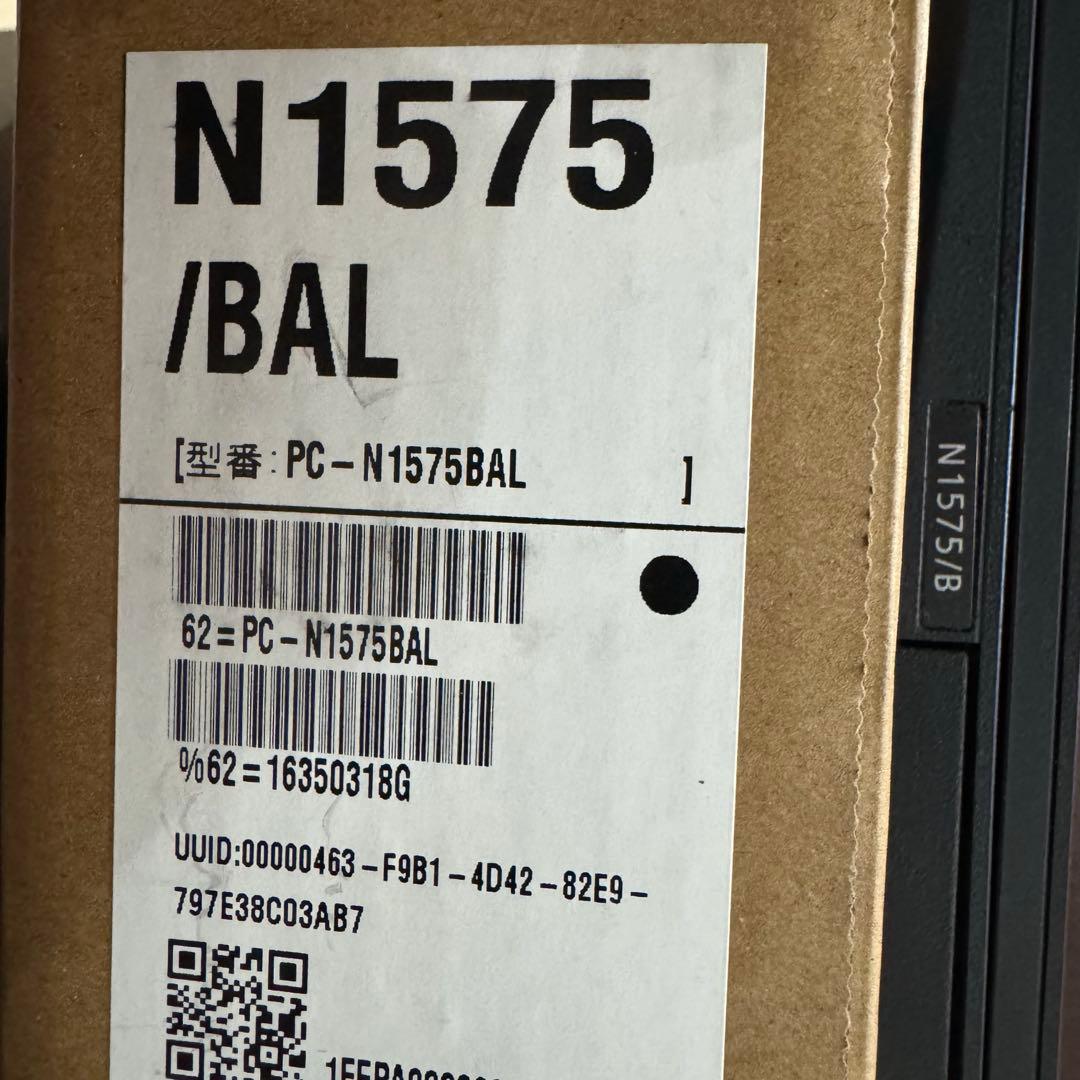 N1575
/BAL
[型番:PC-N1575BAL ]
62=PC-N1575BAL
%62=16350318G
UUID:00000463-F9B1-4D42-82E9-
797E38C03AB7
N1575/B